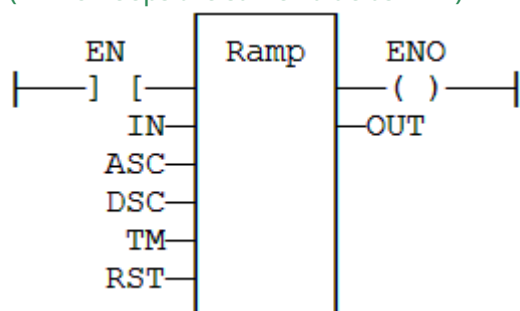 EN Ramp ENO
] [ ( )
IN OUT
ASC
DSC
TM
RST